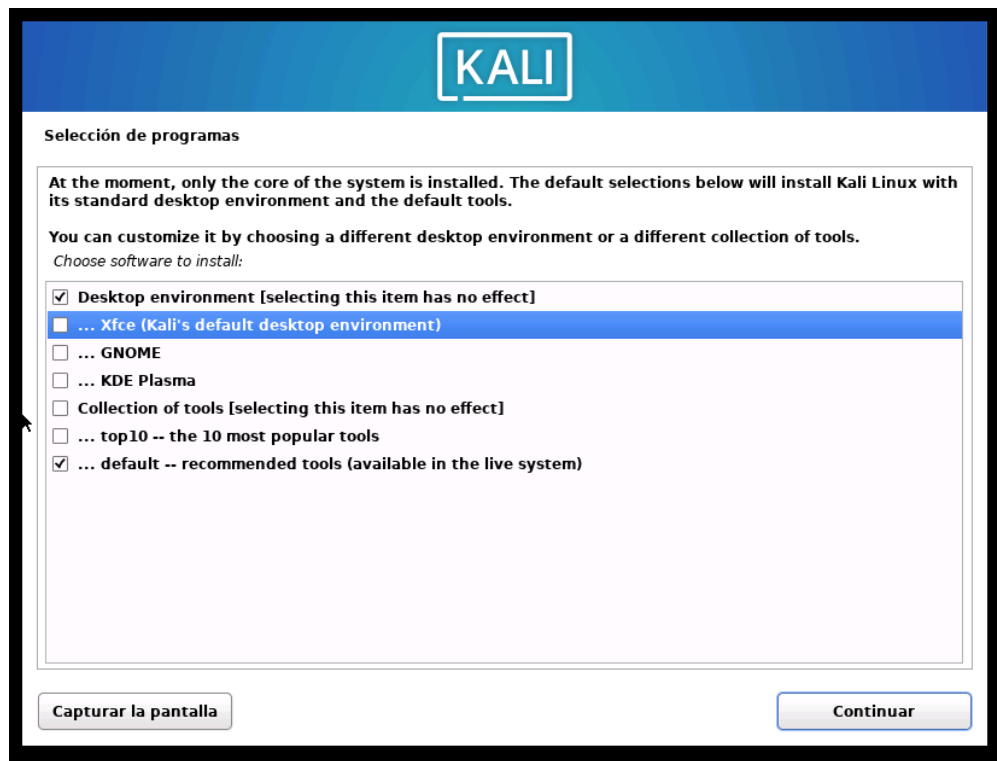 KALI
Selección de programas
At the moment, only the core of the system is installed. The default selections below will install Kali Linux with
its standard desktop environment and the default tools.
You can customize it by choosing a different desktop environment or a different collection of tools.
Choose software to install:
Desktop environment [selecting this item has no effect]
... Xfce (Kali's default desktop environment)
... GNOME
... KDE Plasma
Collection of tools [selecting this item has no effect]
... top10 -- the 10 most popular tools
... default -- recommended tools (available in the live system)
Capturar la pantalla
Continuar